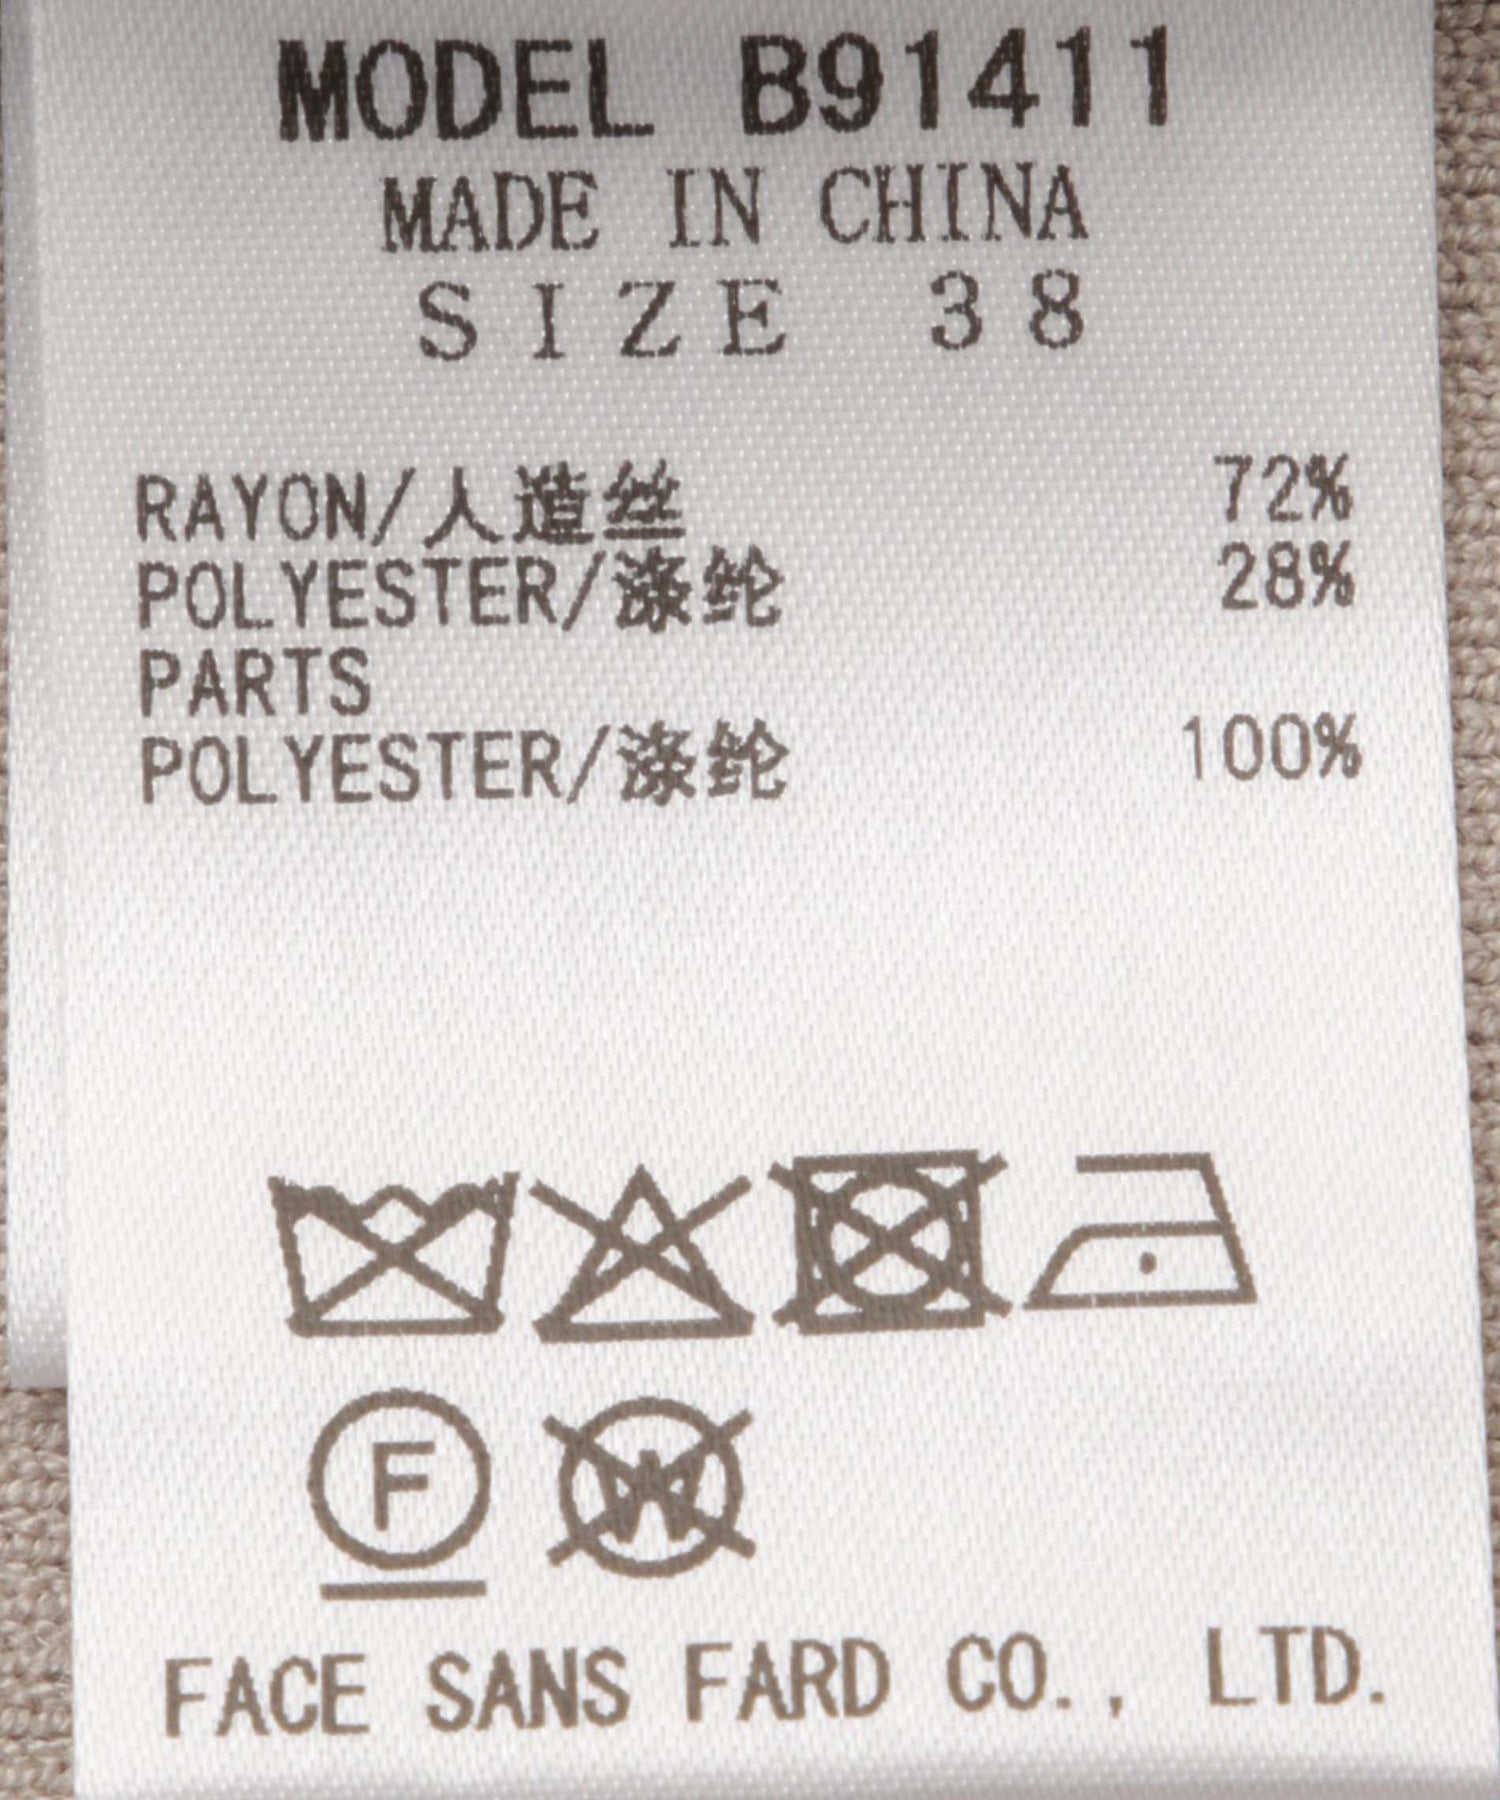 MODEL B91411
MADE IN CHINA
SIZE 38
RAYON/人造丝 72%
POLYESTER/涤纶 28%
PARTS
POLYESTER/涤纶 100%
F W
FACE SANS FARD CO., LTD.